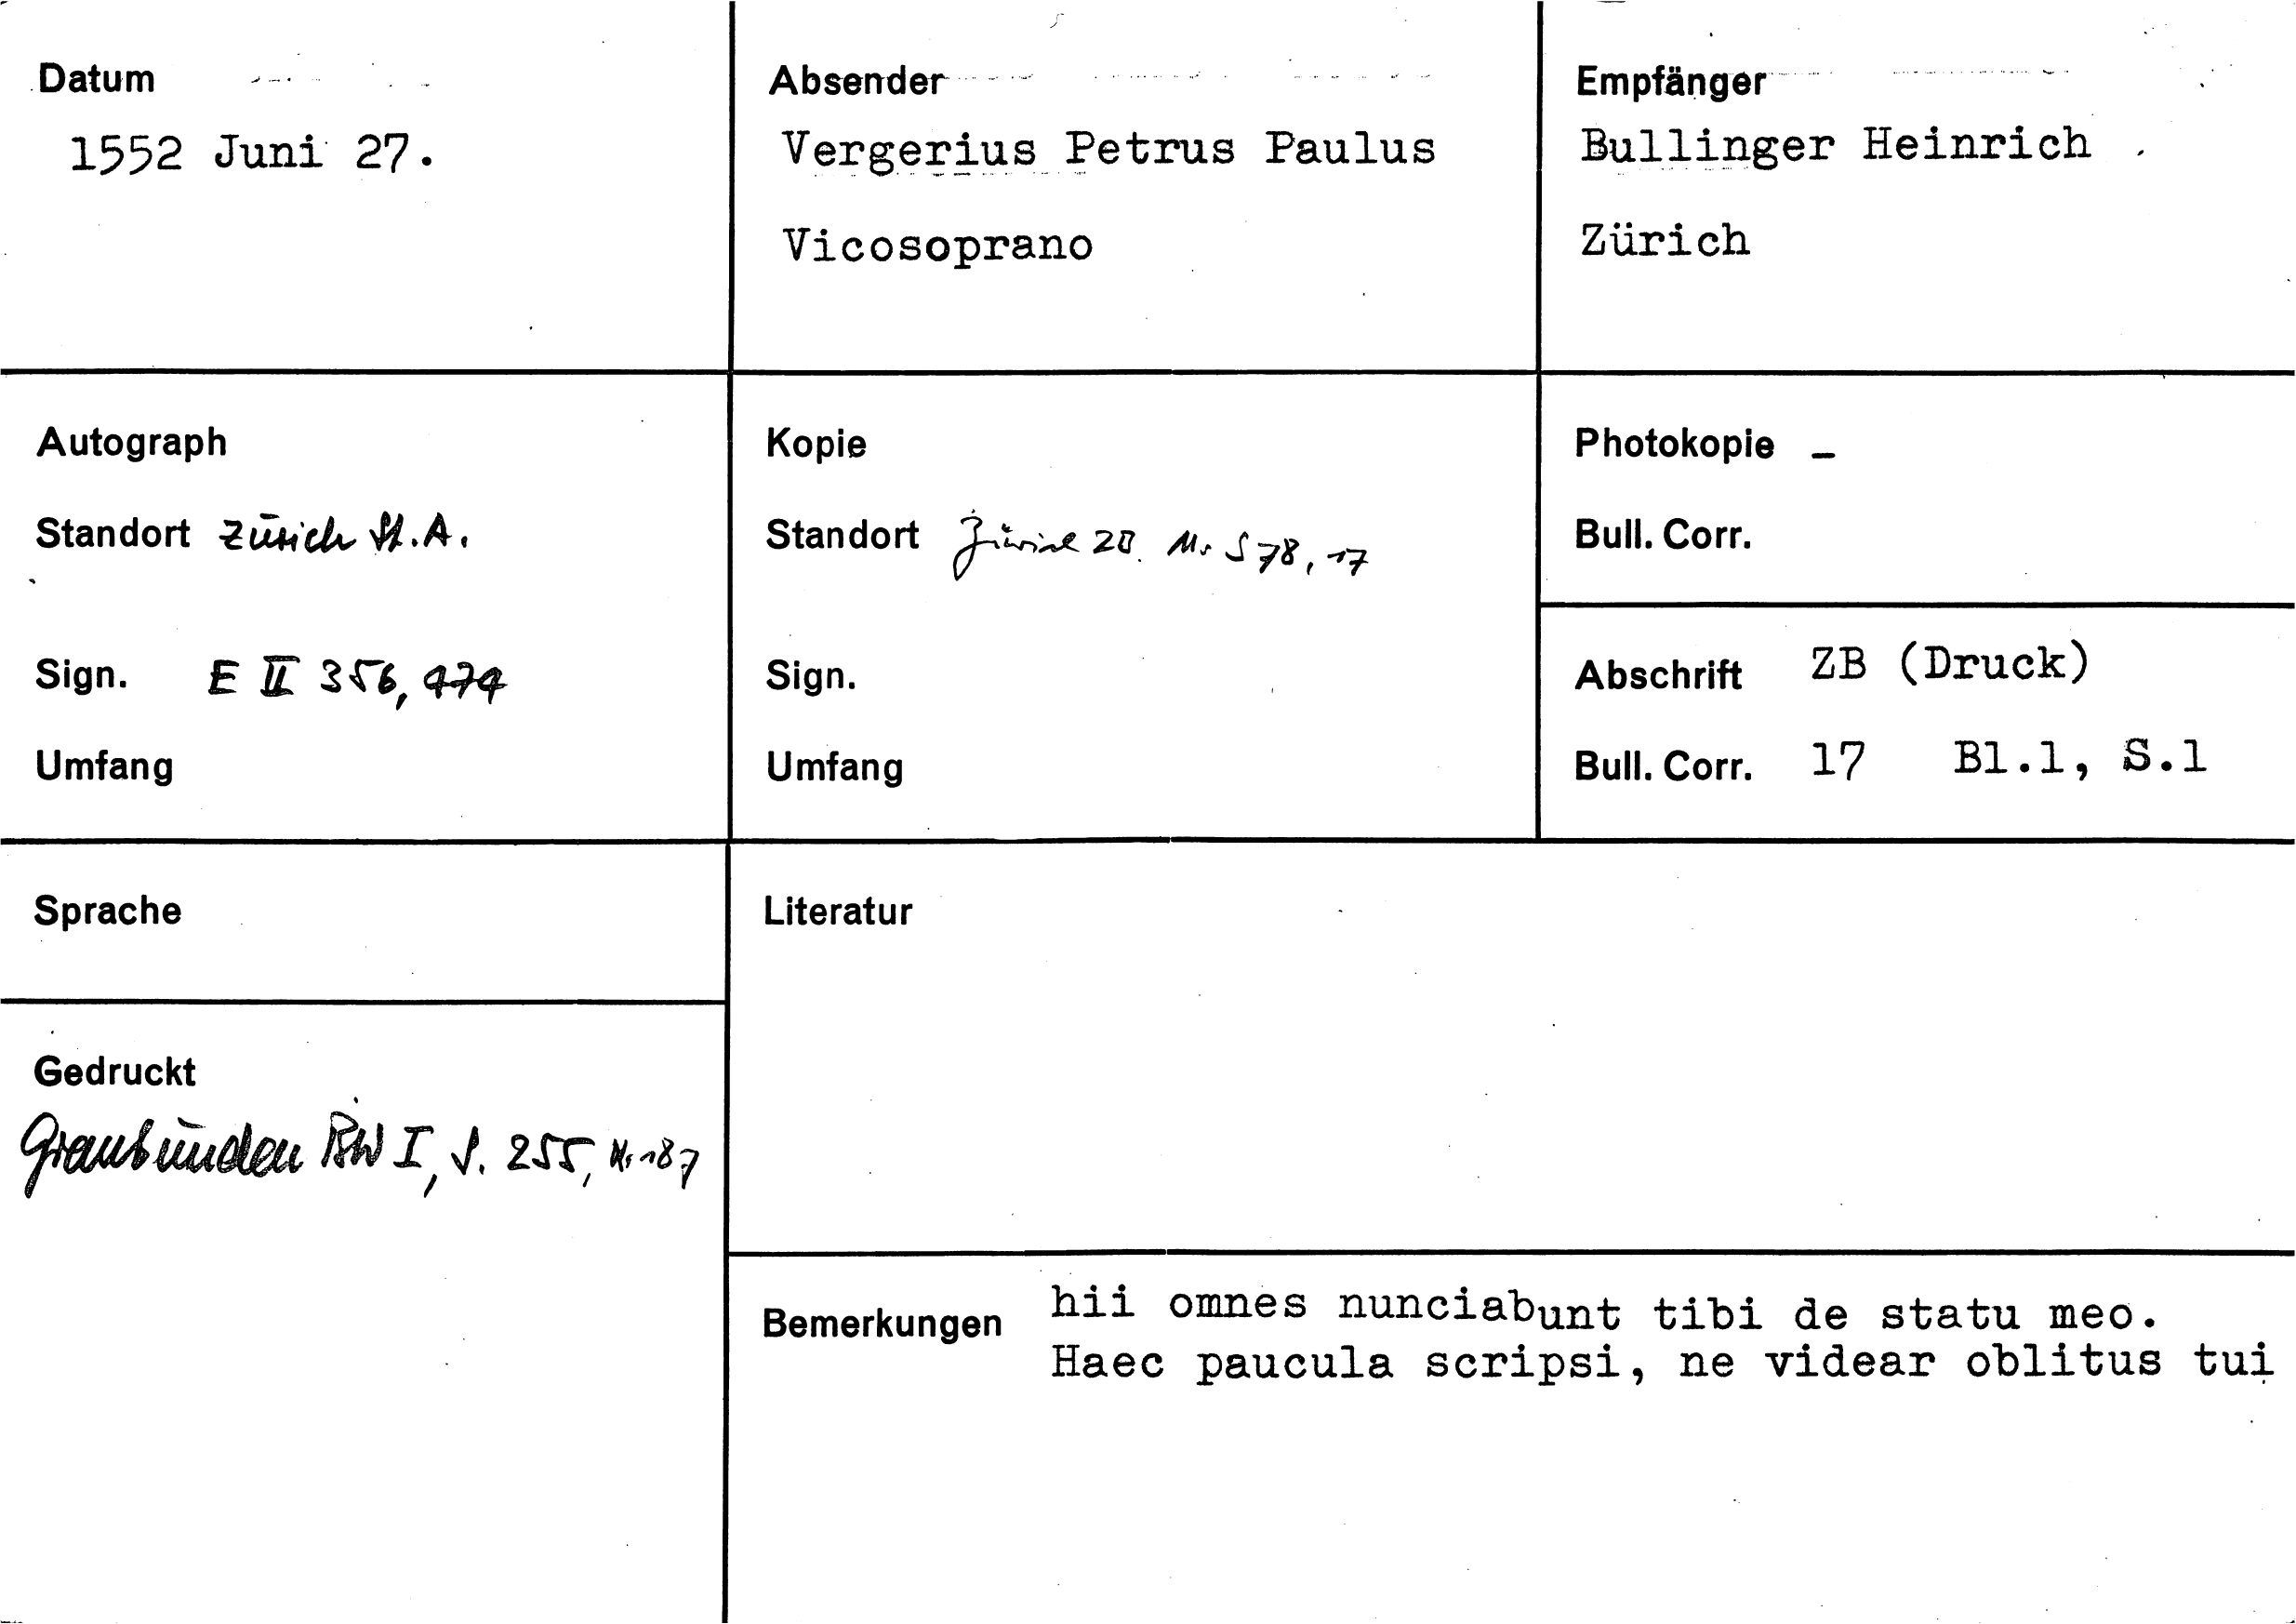 Datum
1552 Juni 27.
Absender
Vergerius Petrus Paulus
Vicosoprano
Empfänger
Bullinger Heinrich
Zürich
Autograph
Standort Zürich St.A.
Sign. E II 356, 474
Umfang
Kopie
Standort Zürich ZB. Ms S 78, 17
Sign.
Umfang
Photokopie –
Bull. Corr.
Abschrift ZB (Druck)
Bull. Corr. 17 Bl.1, S.1
Sprache
Literatur
Gedruckt
Graubünden BW I, S. 255, Nr 187
Bemerkungen hii omnes nunciabunt tibi de statu meo.
Haec paucula scripsi, ne videar oblitus tui